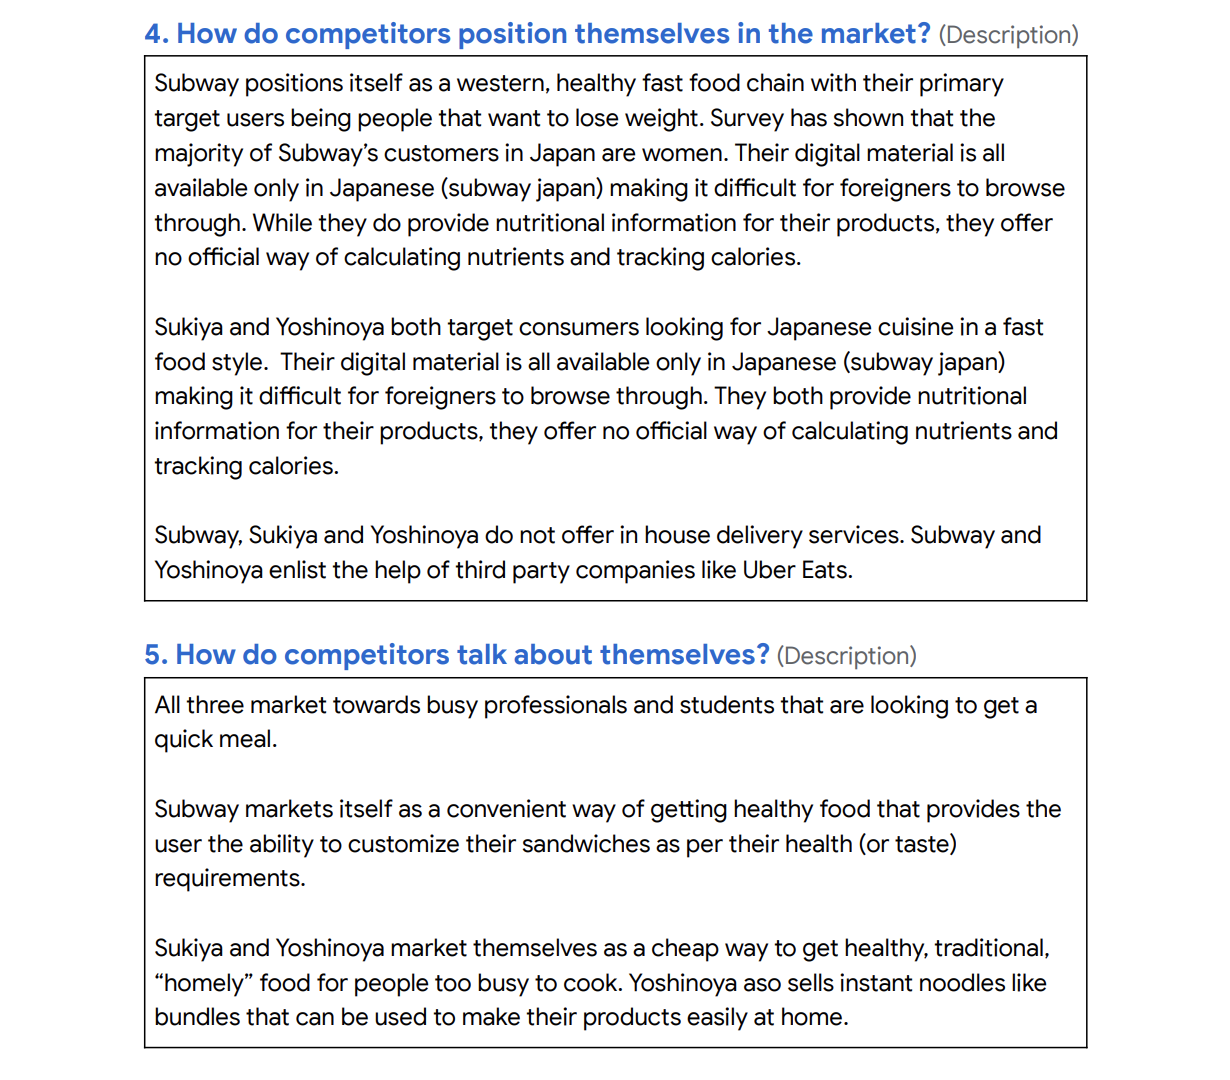 4. How do competitors position themselves in the market? (Description)
Subway positions itself as a western, healthy fast food chain with their primary
target users being people that want to lose weight. Survey has shown that the
majority of Subway’s customers in Japan are women. Their digital material is all
available only in Japanese (subway japan) making it difficult for foreigners to browse
through. While they do provide nutritional information for their products, they offer
no official way of calculating nutrients and tracking calories.
Sukiya and Yoshinoya both target consumers looking for Japanese cuisine in a fast
food style.  Their digital material is all available only in Japanese (subway japan)
making it difficult for foreigners to browse through. They both provide nutritional
information for their products, they offer no official way of calculating nutrients and
tracking calories.
Subway, Sukiya and Yoshinoya do not offer in house delivery services. Subway and
Yoshinoya enlist the help of third party companies like Uber Eats.
5. How do competitors talk about themselves? (Description)
All three market towards busy professionals and students that are looking to get a
quick meal.
Subway markets itself as a convenient way of getting healthy food that provides the
user the ability to customize their sandwiches as per their health (or taste)
requirements.
Sukiya and Yoshinoya market themselves as a cheap way to get healthy, traditional,
“homely” food for people too busy to cook. Yoshinoya aso sells instant noodles like
bundles that can be used to make their products easily at home.